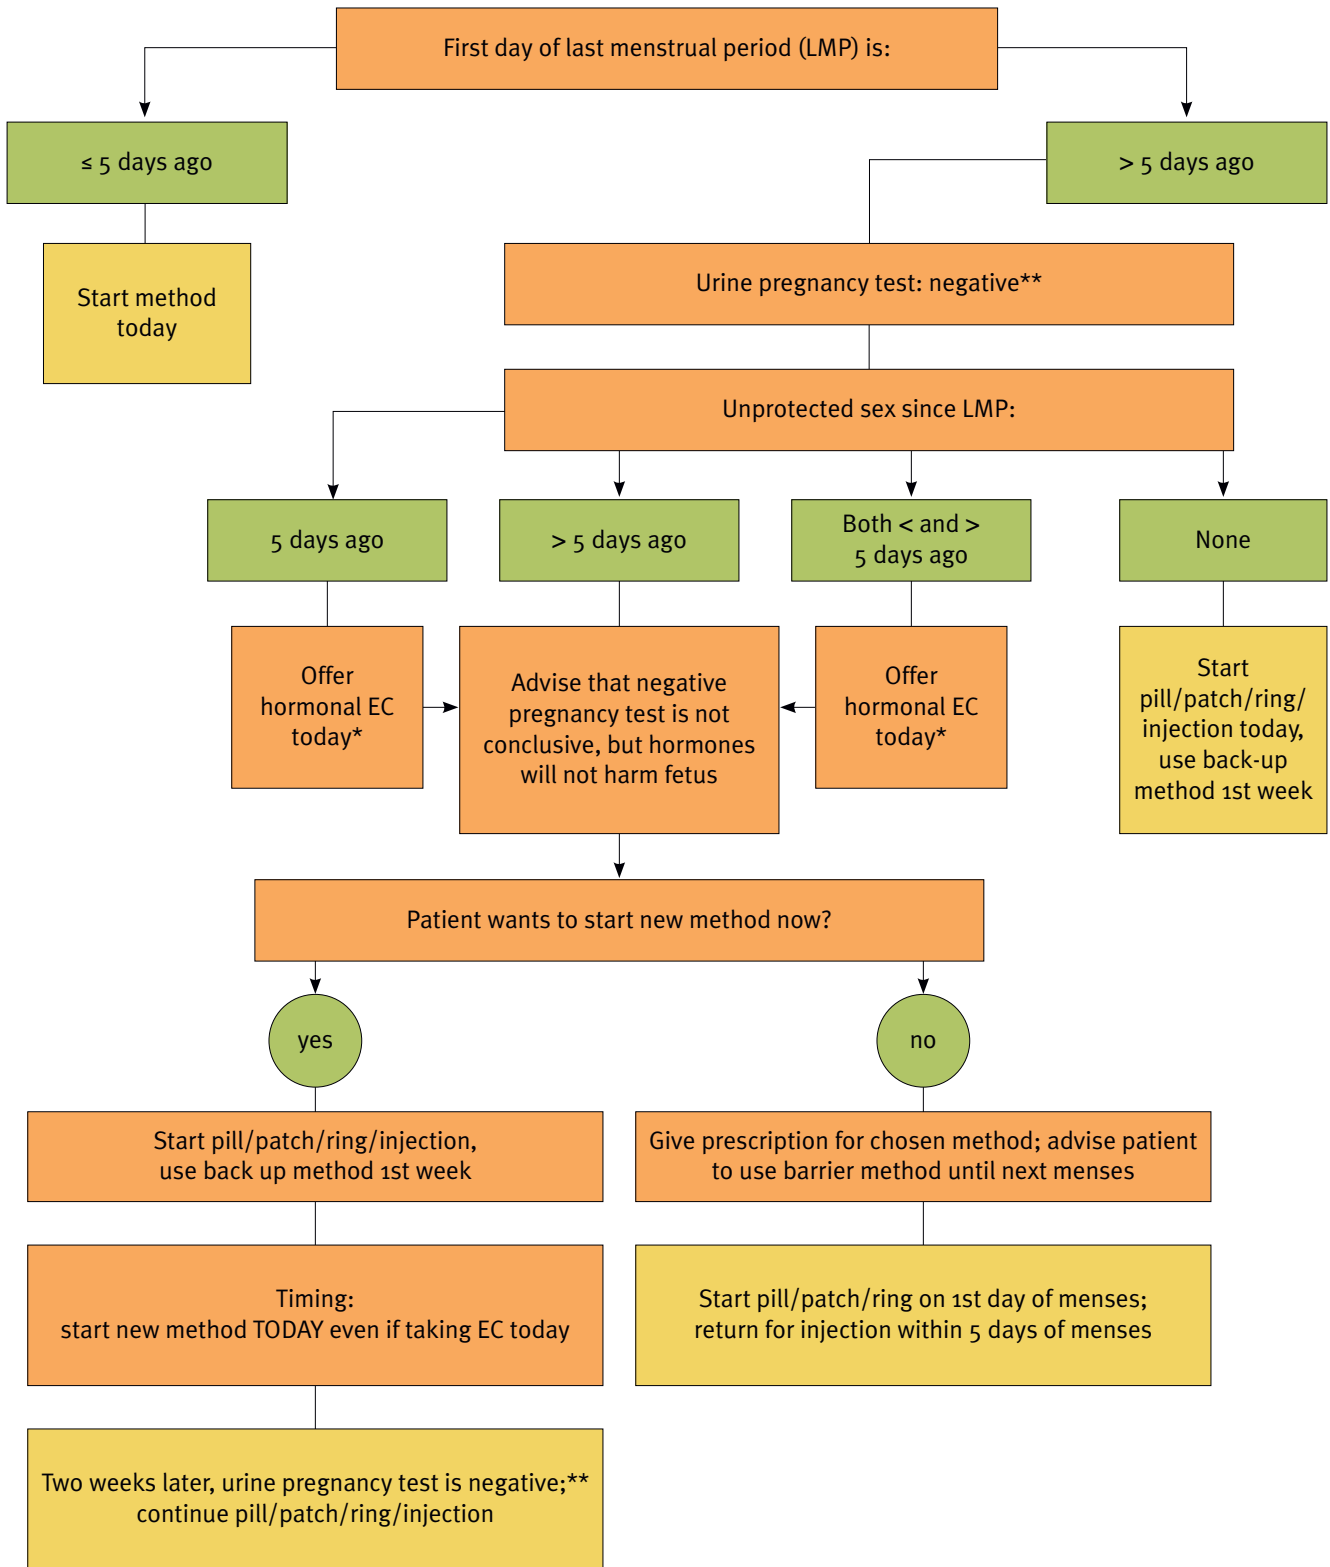 First day of last menstrual period (LMP) is:
≤ 5 days ago
> 5 days ago
Start method
today
Urine pregnancy test: negative**
Unprotected sex since LMP:
5 days ago
> 5 days ago
Both < and >
5 days ago
None
Offer
hormonal EC
today*
Advise that negative
pregnancy test is not
conclusive, but hormones
will not harm fetus
Offer
hormonal EC
today*
Start
pill/patch/ring/
injection today,
use back-up
method 1st week
Patient wants to start new method now?
yes
no
Start pill/patch/ring/injection,
use back up method 1st week
Give prescription for chosen method; advise patient
to use barrier method until next menses
Timing:
start new method TODAY even if taking EC today
Start pill/patch/ring on 1st day of menses;
return for injection within 5 days of menses
Two weeks later, urine pregnancy test is negative;**
continue pill/patch/ring/injection